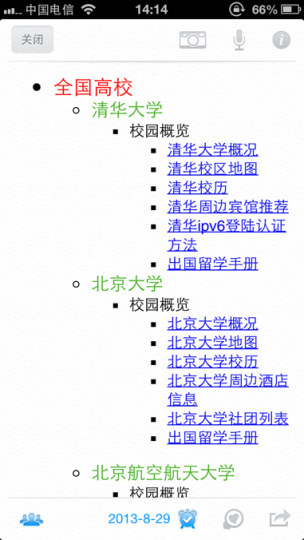 中国电信 14:14 66%
关闭
全国高校
清华大学
校园概览
清华大学概况
清华校区地图
清华校历
清华周边宾馆推荐
清华ipv6登陆认证
方法
出国留学手册
北京大学
校园概览
北京大学概况
北京大学地图
北京大学校历
北京大学周边酒店
信息
北京大学社团列表
出国留学手册
北京航空航天大学
校园概览
2013-8-29